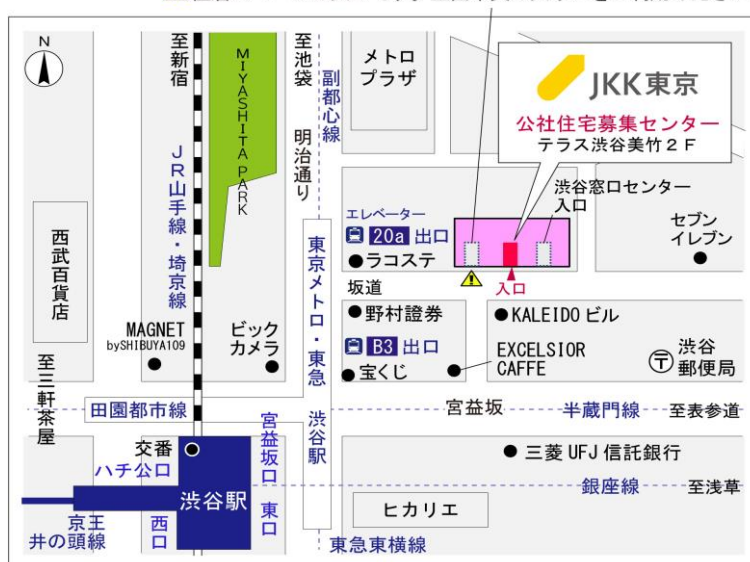 N
至新宿
MIYASHITA PARK
至池袋
副都心線
明治通り
メトロ
プラザ
JKK東京
公社住宅募集センター
テラス渋谷美竹2F
JR山手線・埼京線
エレベーター
20a 出口
ラコステ
渋谷窓口センター
入口
セブン
イレブン
西武百貨店
東京メトロ・東急
渋谷駅
坂道
入口
MAGNET
bySHIBUYA109
ビック
カメラ
野村證券
KALEIDO ビル
B3 出口
EXCELSIOR
CAFFE
宝くじ
〒
渋谷
郵便局
至三軒茶屋
田園都市線
宮益坂
半蔵門線
至表参道
交番
ハチ公口
宮益坂口
三菱UFJ信託銀行
渋谷駅
銀座線
至浅草
京王
井の頭線
西口
東口
ヒカリエ
東急東横線